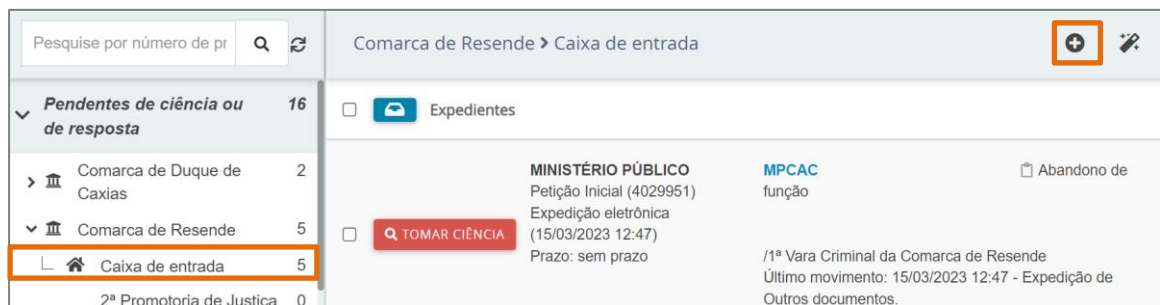 Pesquise por número de pr
Pendentes de ciência ou de resposta 16
Comarca de Duque de Caxias 2
Comarca de Resende 5
Caixa de entrada 5
2ª Promotoria de Justiça 0
Comarca de Resende > Caixa de entrada
Expedientes
TOMAR CIÊNCIA
MINISTÉRIO PÚBLICO
Petição Inicial (4029951)
Expedição eletrônica
(15/03/2023 12:47)
Prazo: sem prazo
MPCAC
função
Abandono de
/1ª Vara Criminal da Comarca de Resende
Último movimento: 15/03/2023 12:47 - Expedição de
Outros documentos.